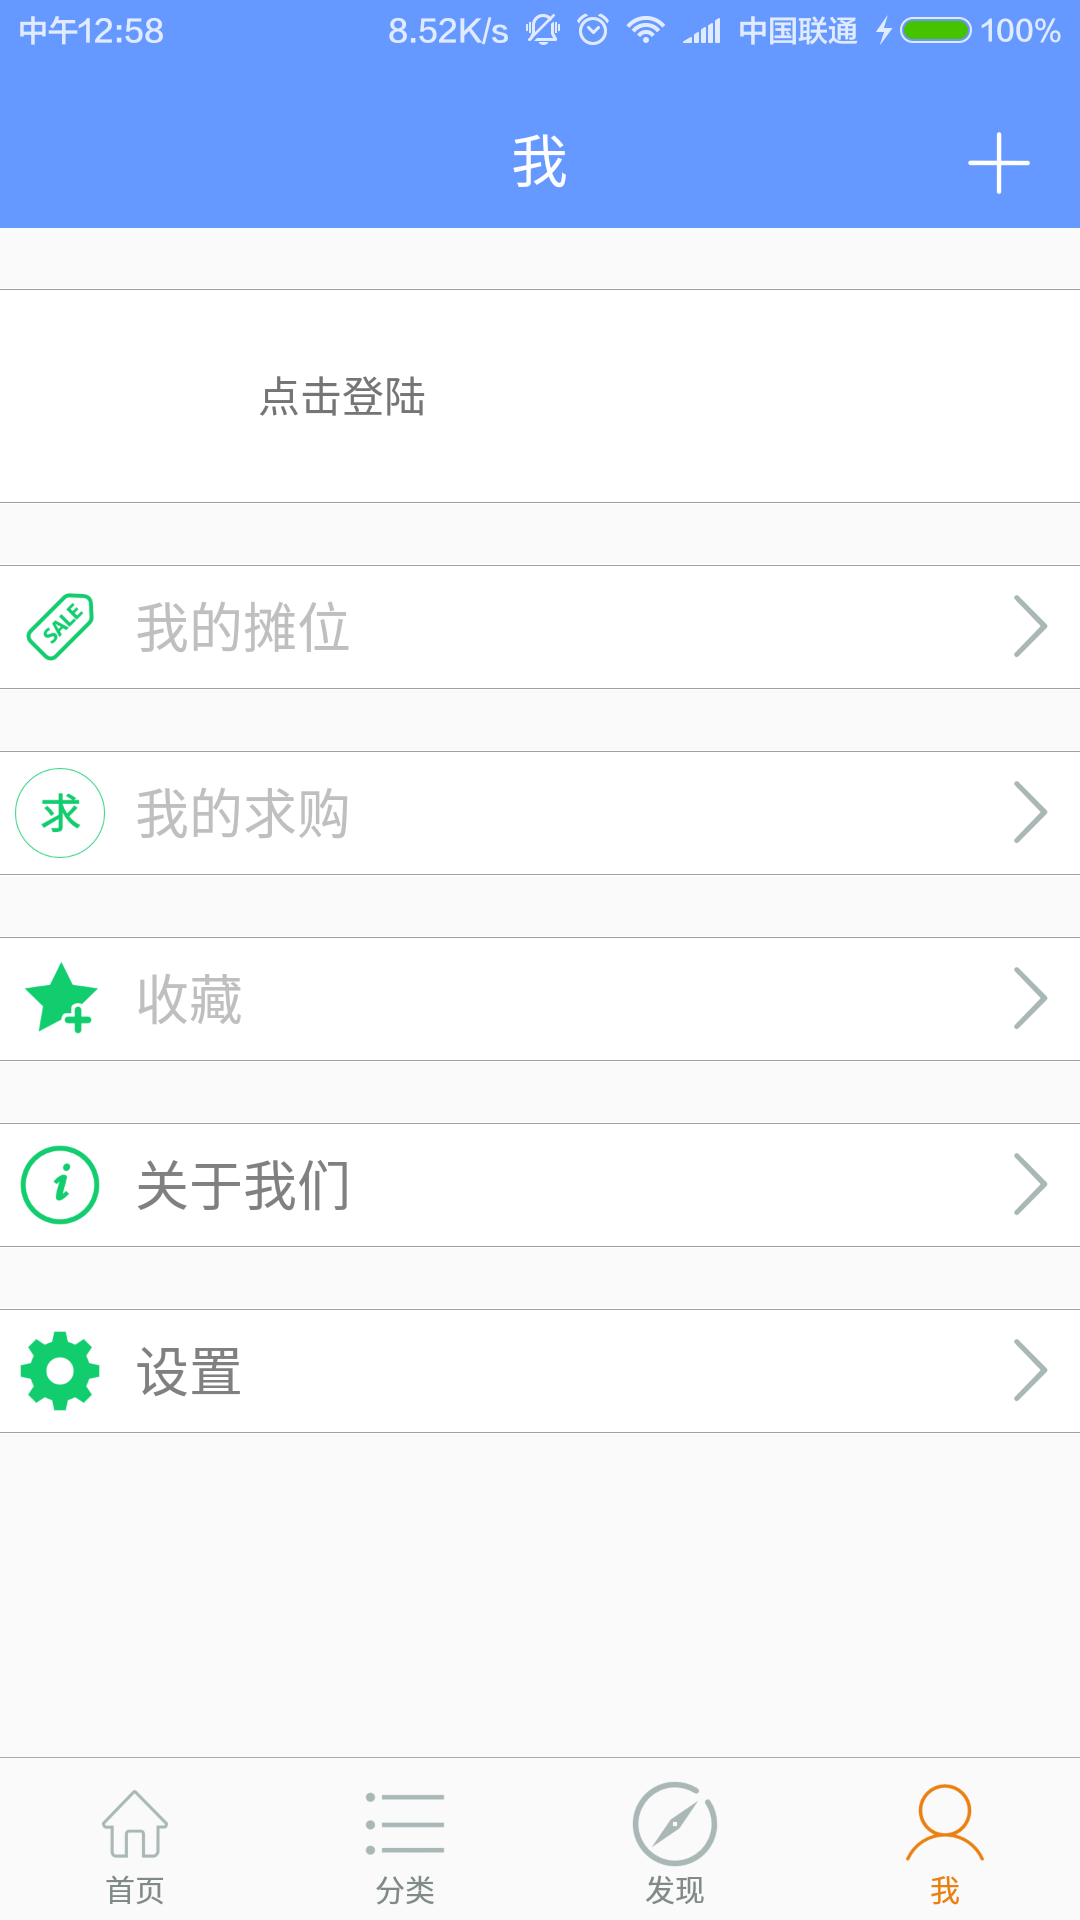 中午12:58 8.52K/s 中国联通 100%
我
点击登陆
SALE 我的摊位
求 我的求购
收藏
i 关于我们
设置
首页 分类 发现 我